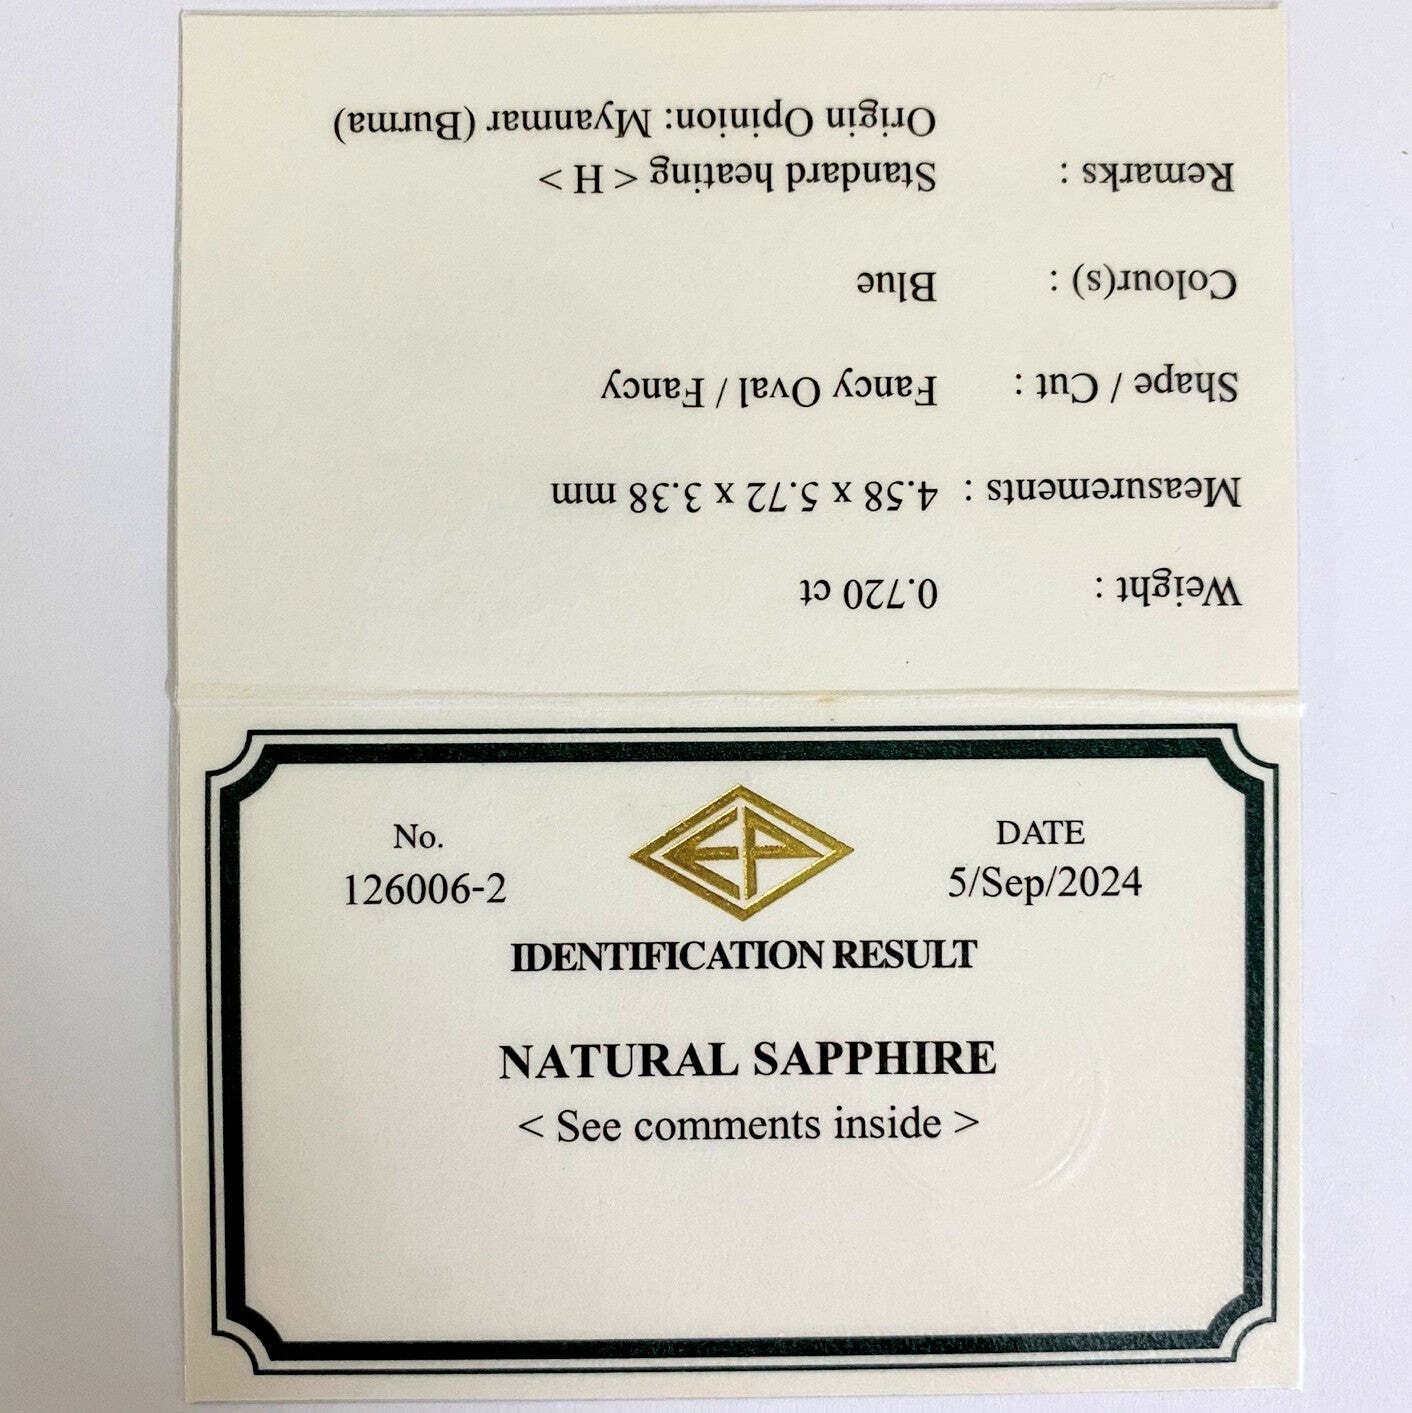 Weight : 0.720 ct
Measurements : 4.58 x 5.72 x 3.38 mm
Shape / Cut : Fancy Oval / Fancy
Colour(s) : Blue
Remarks : Standard heating < H >
Origin Opinion: Myanmar (Burma)
EP
No.
DATE
126006-2
5/Sep/2024
IDENTIFICATION RESULT
NATURAL SAPPHIRE
< See comments inside >